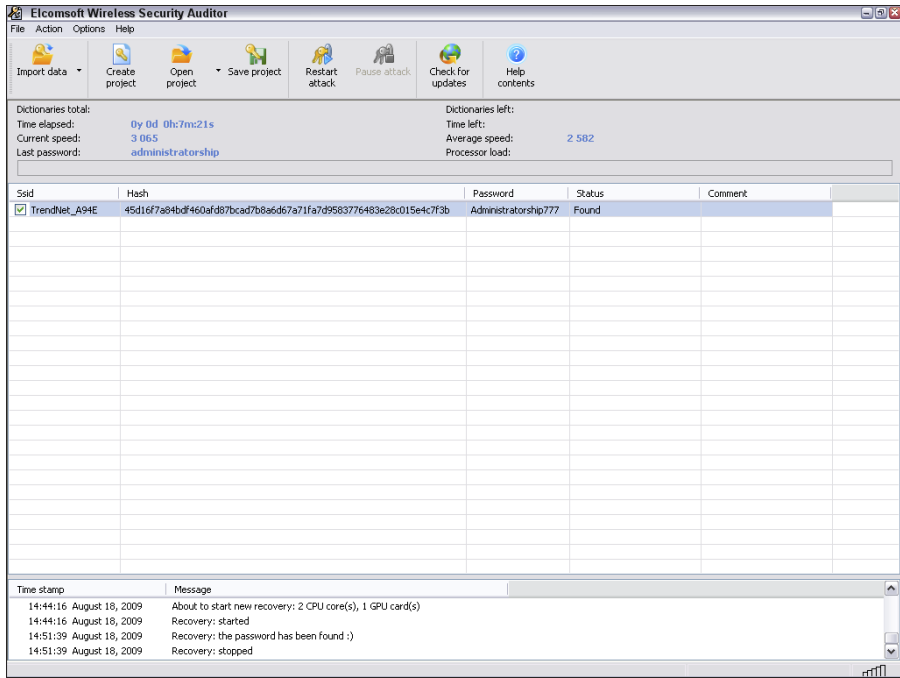 Elcomsoft Wireless Security Auditor
File Action Options Help
Import data Create project Open project Save project Restart attack Pause attack Check for updates Help contents
Dictionaries total: Dictionaries left:
Time elapsed: 0y 0d 0h:7m:21s Time left:
Current speed: 3 065 Average speed: 2 582
Last password: administratorship Processor load:
Ssid Hash Password Status Comment
TrendNet_A94E 45d16f7a84bdf460afd87bcad7b8a6d67a71fa7d9583776483e28c015e4c7f3b Administratorship777 Found
Time stamp Message
14:44:16 August 18, 2009 About to start new recovery: 2 CPU core(s), 1 GPU card(s)
14:44:16 August 18, 2009 Recovery: started
14:51:39 August 18, 2009 Recovery: the password has been found :)
14:51:39 August 18, 2009 Recovery: stopped